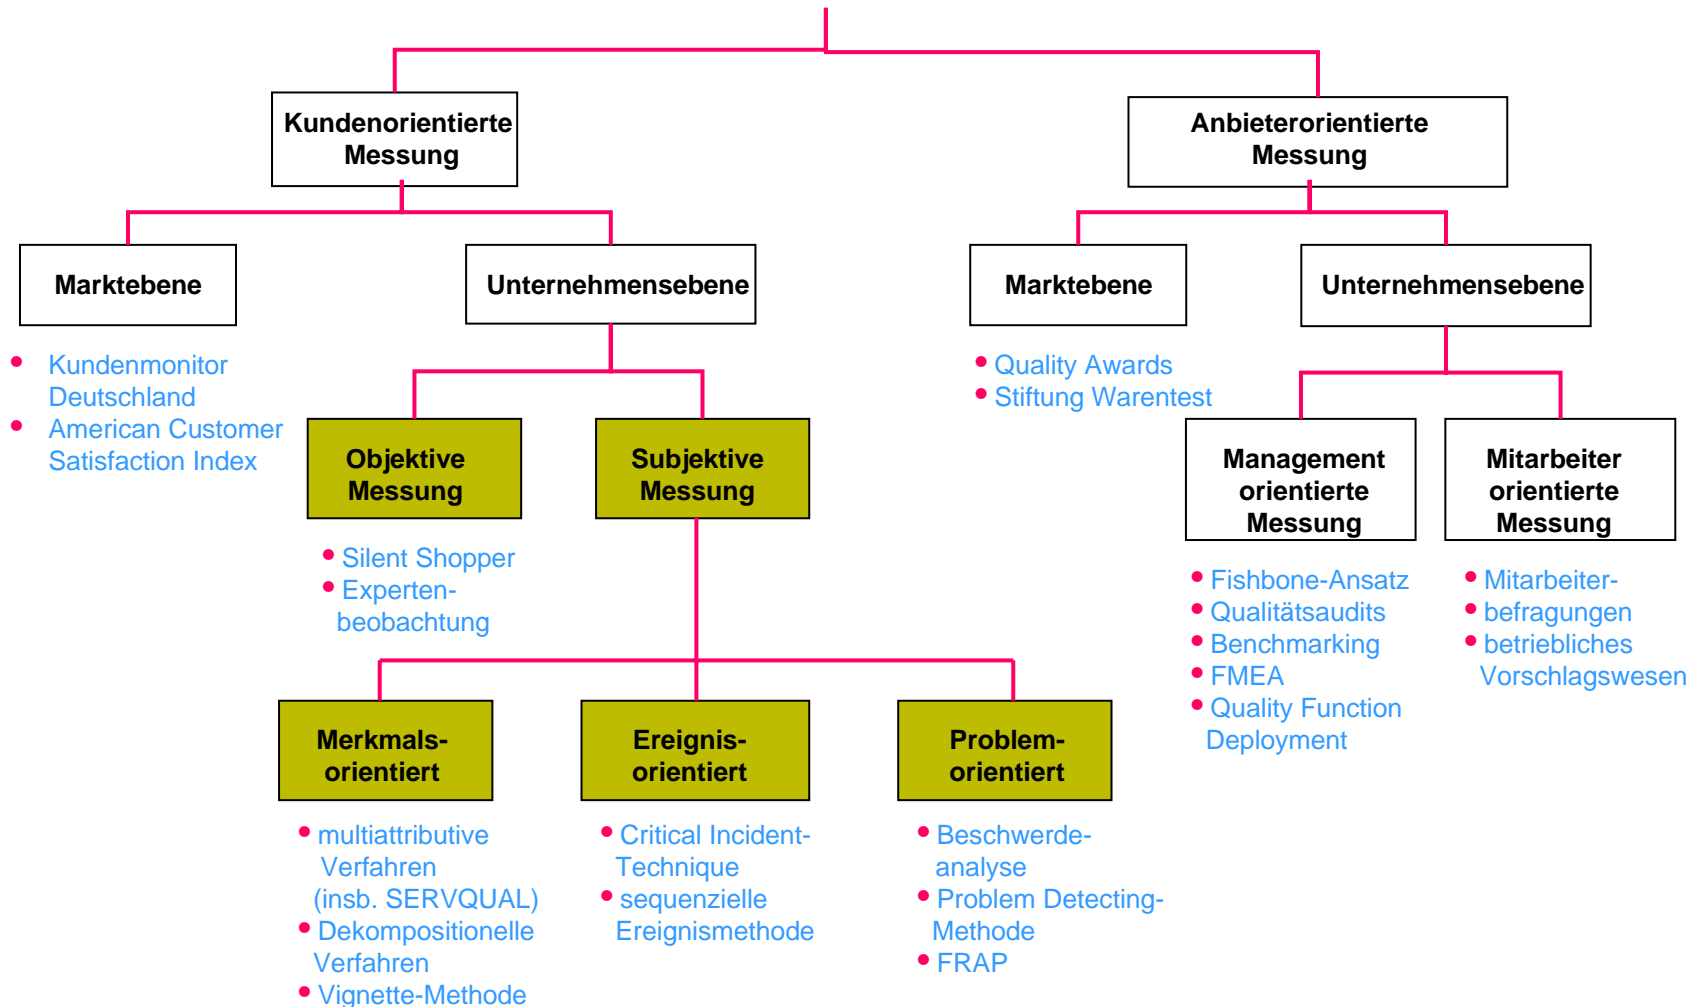 Kundenorientierte
Messung
Anbieterorientierte
Messung
Marktebene
Unternehmensebene
Marktebene
Unternehmensebene
• Kundenmonitor
Deutschland
• American Customer
Satisfaction Index
• Quality Awards
• Stiftung Warentest
Objektive
Messung
Subjektive
Messung
Management
orientierte
Messung
Mitarbeiter
orientierte
Messung
• Silent Shopper
• Experten-
beobachtung
• Fishbone-Ansatz
• Qualitätsaudits
• Benchmarking
• FMEA
• Quality Function
Deployment
• Mitarbeiter-
• befragungen
• betriebliches
Vorschlagswesen
Merkmals-
orientiert
Ereignis-
orientiert
Problem-
orientiert
• multiattributive
Verfahren
(insb. SERVQUAL)
• Dekompositionelle
Verfahren
• Vignette-Methode
• Critical Incident-
Technique
• sequenzielle
Ereignismethode
• Beschwerde-
analyse
• Problem Detecting-
Methode
• FRAP